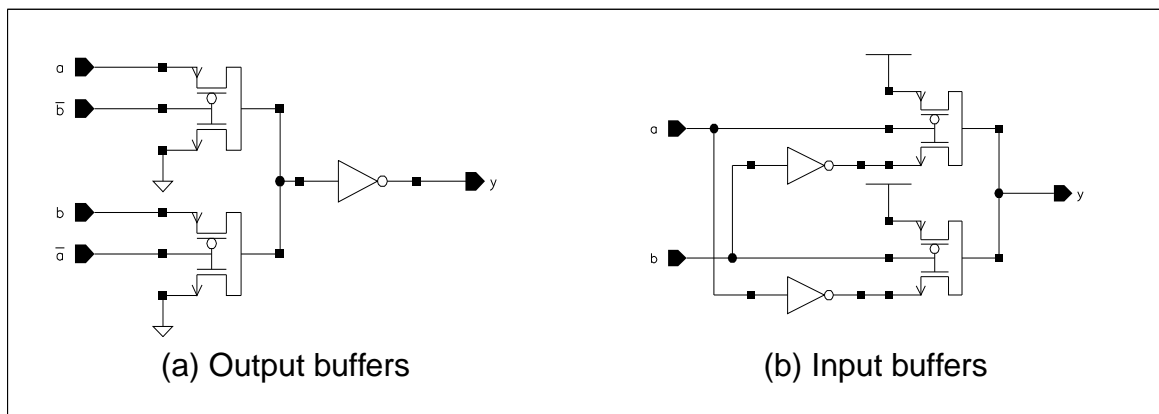 a
b̅
y
b
a̅
(a) Output buffers
a
b
y
(b) Input buffers